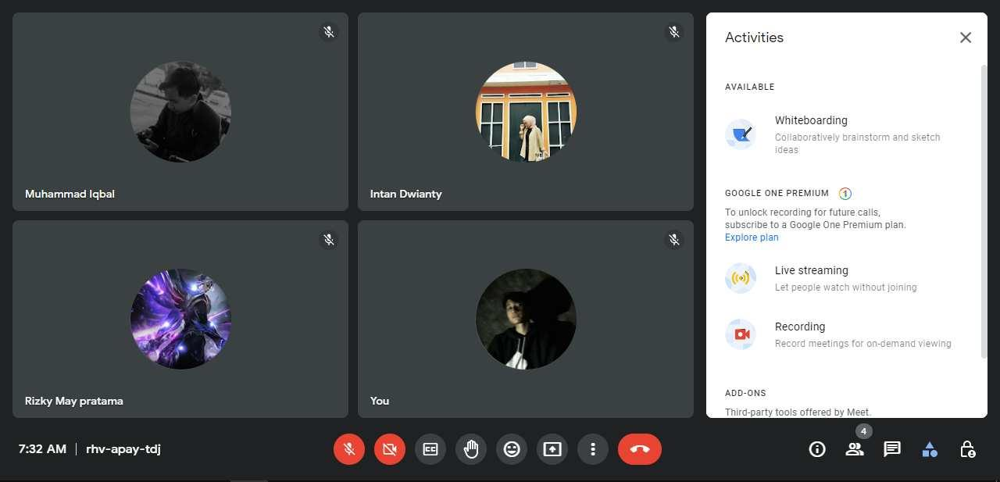 Muhammad Iqbal
Intan Dwianty
Rizky May pratama
You
Activities
AVAILABLE
Whiteboarding
Collaboratively brainstorm and sketch
ideas
GOOGLE ONE PREMIUM
1
To unlock recording for future calls,
subscribe to a Google One Premium plan.
Explore plan
Live streaming
Let people watch without joining
Recording
Record meetings for on-demand viewing
ADD-ONS
Third-party tools offered by Meet.
7:32 AM | rhv-apay-tdj
CC
4